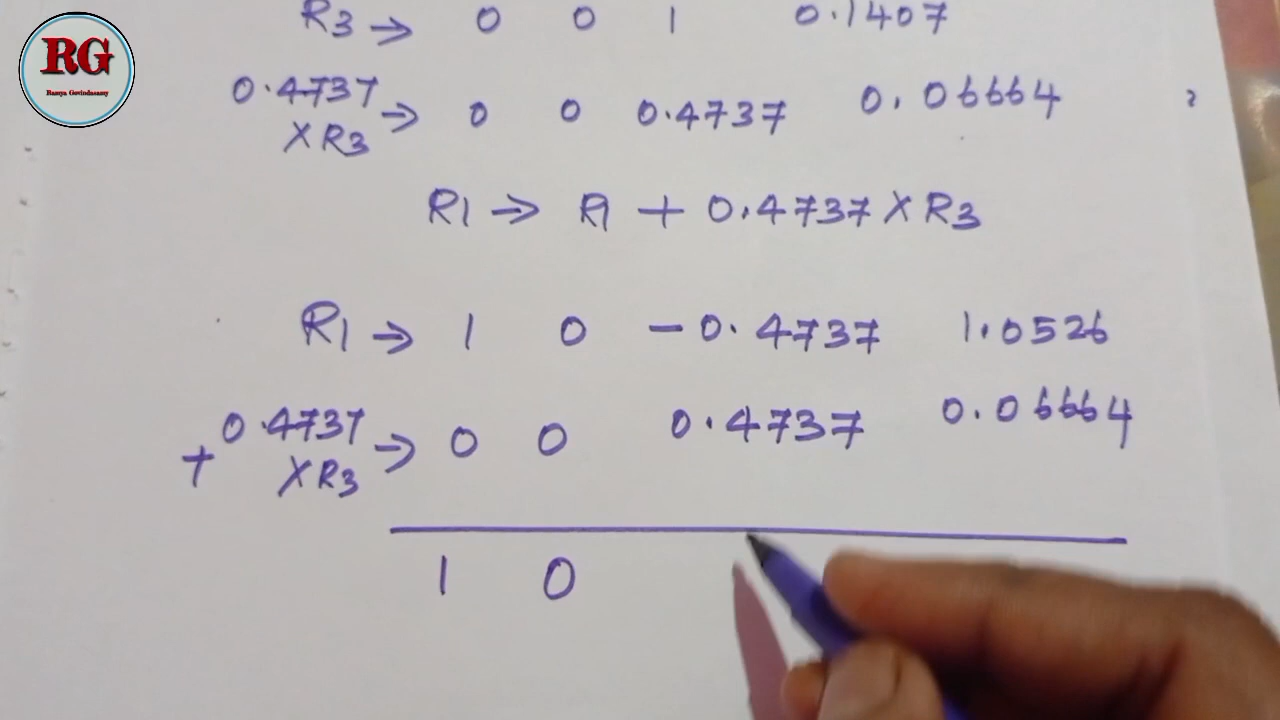 RG
Ramya Govindasamy
R3 → 0 0 1 0.1407
0.4737 × R3 → 0 0 0.4737 0.06664
R1 → R1 + 0.4737 × R3
R1 → 1 0 - 0.4737 1.0526
+ 0.4737 × R3 → 0 0 0.4737 0.06664
1 0